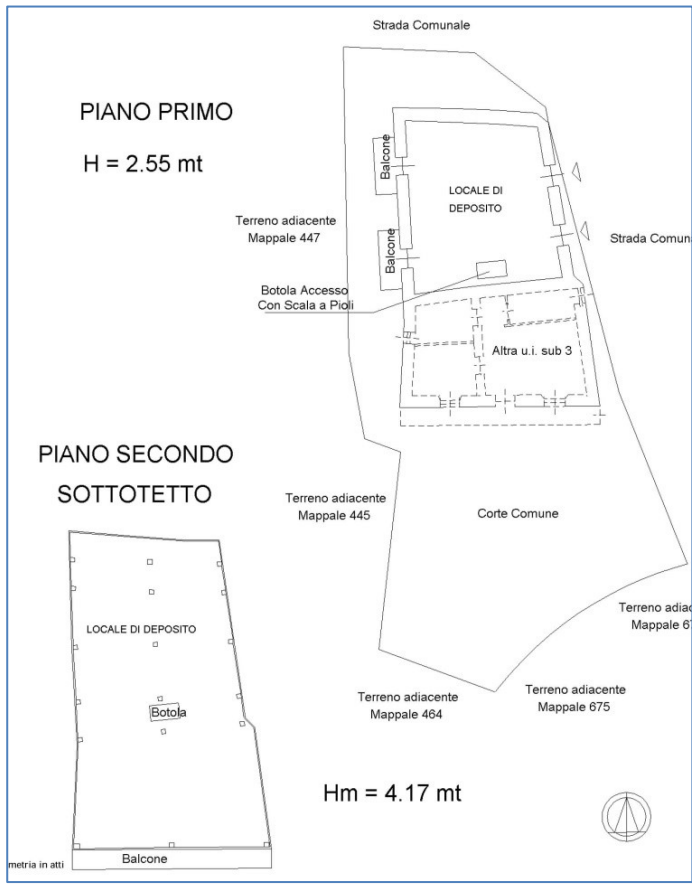 Strada Comunale
PIANO PRIMO
H = 2.55 mt
Balcone
LOCALE DI
DEPOSITO
Terreno adiacente
Mappale 447
Balcone
Strada Comuna
Botola Accesso
Con Scala a Pioli
Altra u.i. sub 3
PIANO SECONDO
SOTTOTETTO
Terreno adiacente
Mappale 445
Corte Comune
LOCALE DI DEPOSITO
Terreno adiac
Mappale 67
Botola
Terreno adiacente
Mappale 464
Terreno adiacente
Mappale 675
Hm = 4.17 mt
Balcone
metria in atti